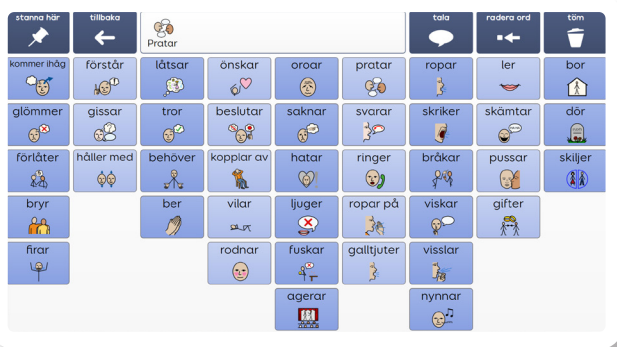 stanna här
tillbaka
Pratar
tala
radera ord
töm
kommer ihåg
förstår
låtsar
önskar
oroar
pratar
ropar
ler
bor
glömmer
gissar
tror
beslutar
saknar
svarar
skriker
skämtar
dör
förlåter
håller med
behöver
kopplar av
hatar
ringer
bråkar
pussar
skiljer
bryr
ber
vilar
ljuger
ropar på
viskar
gifter
firar
rodnar
fuskar
galltjuter
visslar
agerar
nynnar